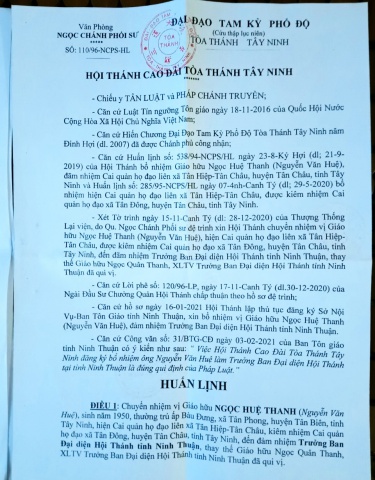 Văn Phòng
NGỌC CHÁNH PHỐI SƯ
*****
SỐ: 110/96-NCPS-HL
ĐẠI ĐẠO TAM KỲ PHỔ ĐỘ
(Cửu thập lục niên)
TÒA THÁNH TÂY NINH
TÒA
THÁNH
HỘI THÁNH CAO ĐÀI TÒA THÁNH TÂY NINH
- Chiếu y TÂN LUẬT và PHÁP CHÁNH TRUYỀN;
- Căn cứ Luật Tín ngưỡng Tôn giáo ngày 18-11-2016 của Quốc Hội Nước
Cộng Hòa Xã Hội Chủ Nghĩa Việt Nam;
- Căn cứ Hiến Chương Đại Đạo Tam Kỳ Phổ Độ Tòa Thánh Tây Ninh năm
Đinh Hợi (dl. 2007) đã được Chánh phủ công nhận;
- Căn cứ Huấn lịnh số: 538/94-NCPS/HL ngày 23-8-Kỷ Hợi (dl; 21-9-
2019) của Hội Thánh bổ nhiệm Giáo hữu Ngọc Huệ Thanh (Nguyễn Văn Huệ),
đảm nhiệm Cai quản họ đạo liên xã Tân Hiệp-Tân Châu, huyện Tân Châu, tỉnh Tây
Ninh và Huấn lịnh số: 285/95-NCPS/HL ngày 07-4nh-Canh Tý (dl; 29-5-2020) bổ
nhiệm hiện Cai quản họ đạo liên xã Tân Hiệp-Tân Châu, được kiêm nhiệm Cai
quản họ đạo xã Tân Đông, huyện Tân Châu, tỉnh Tây Ninh.
- Xét Tờ trình ngày 15-11-Canh Tý (dl: 28-12-2020) của Thượng Thống
Lại viện, do Qu. Ngọc Chánh Phối sư đệ trình xin Hội Thánh chuyển nhiệm vị Giáo
hữu Ngọc Huệ Thanh (Nguyễn Văn Huệ), hiện Cai quản họ đạo liên xã Tân Hiệp-
Tân Châu, được kiêm nhiệm Cai quản họ đạo xã Tân Đông, huyện Tân Châu, tỉnh
Tây Ninh, đến đảm nhiệm Trưởng Ban Đại diện Hội Thánh tỉnh Ninh Thuận, thay
thế Giáo hữu Ngọc Quân Thanh, XLTV Trưởng Ban Đại diện Hội Thánh tỉnh Ninh
Thuận đã qui vị.
- Căn cứ Lời phê số: 120/96-LP, ngày 17-11-Canh Tý (dl.30-12-2020) của
Ngài Đầu Sư Chưởng Quản Hội Thánh chấp thuận theo hồ sơ đệ trình;
- Căn cứ hồ sơ ngày 16-01-2021 Hội Thánh lập thủ tục đăng ký Sở Nội
Vụ-Ban Tôn Giáo tỉnh Ninh Thuận, xin bổ nhiệm vị Giáo hữu Ngọc Huệ Thanh
(Nguyễn Văn Huệ), đảm nhiệm Trưởng Ban Đại diện Hội Thánh tỉnh Ninh Thuận.
- Căn cứ Công văn số: 31/BTG-CĐ ngày 03-02-2021 của Ban Tôn giáo
tỉnh Ninh Thuận có ý kiến như sau: " Việc Hội Thánh Cao Đài Tòa Thánh Tây
Ninh đăng ký bổ nhiệm ông Nguyễn Văn Huệ làm Trưởng Ban Đại diện Hội Thánh
tại tỉnh Ninh Thuận là đúng qui định của Pháp Luật."
HUẤN LỊNH
ĐIỀU 1: Chuyển nhiệm vị Giáo hữu NGỌC HUỆ THANH (Nguyễn Văn
Huệ), sinh năm 1950, thường trú ấp Bàu Đưng, xã Tân Phong, huyện Tân Biên, tỉnh
Tây Ninh, hiện Cai quản họ đạo liên xã Tân Hiệp-Tân Châu, kiêm nhiệm Cai quản
họ đạo xã Tân Đông, huyện Tân Châu, tỉnh Tây Ninh, đến đảm nhiệm Trưởng Ban
Đại diện Hội Thánh tỉnh Ninh Thuận, thay thế Giáo hữu Ngọc Quân Thanh,
XLTV Trưởng Ban Đại diện Hội Thánh tỉnh Ninh Thuận đã qui vị.